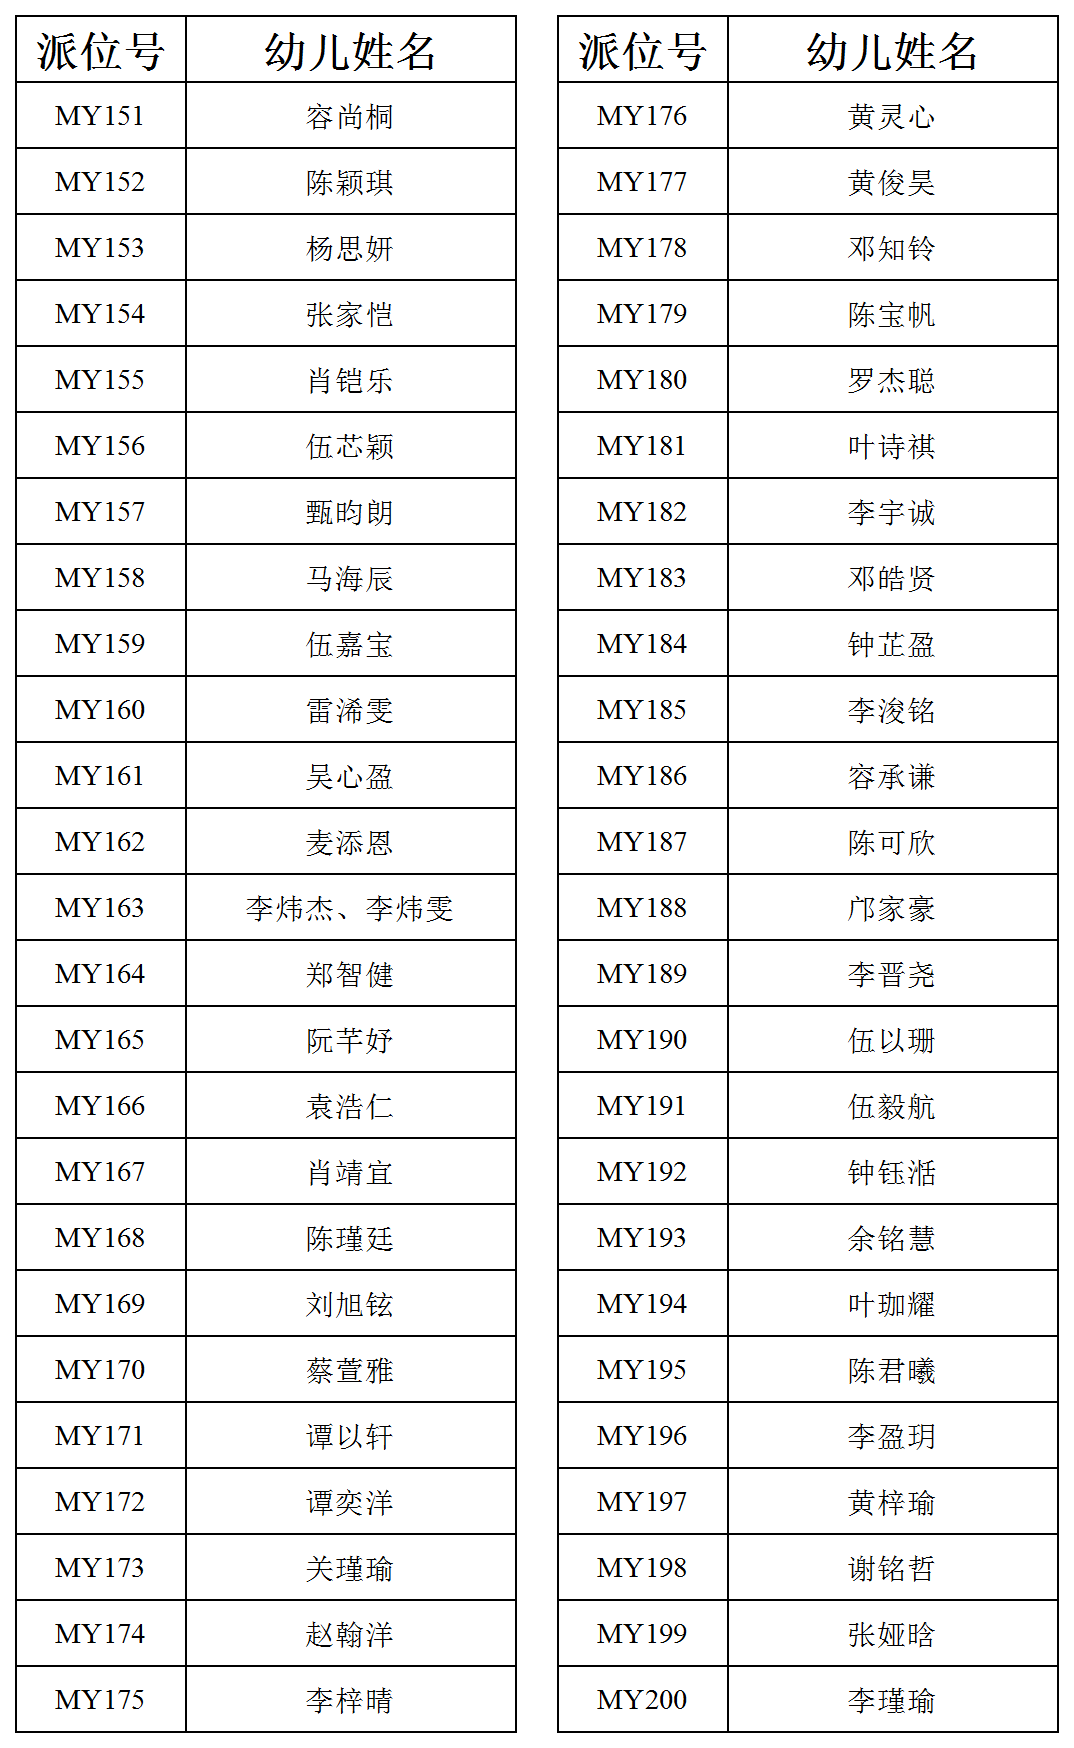 派位号 幼儿姓名
MY151 容尚桐
MY152 陈颖琪
MY153 杨思妍
MY154 张家恺
MY155 肖铠乐
MY156 伍芯颖
MY157 甄昀朗
MY158 马海辰
MY159 伍嘉宝
MY160 雷浠雯
MY161 吴心盈
MY162 麦添恩
MY163 李炜杰、李炜雯
MY164 郑智健
MY165 阮芊妤
MY166 袁浩仁
MY167 肖靖宜
MY168 陈瑾廷
MY169 刘旭铉
MY170 蔡萱雅
MY171 谭以轩
MY172 谭奕洋
MY173 关瑾瑜
MY174 赵翰洋
MY175 李梓晴
派位号 幼儿姓名
MY176 黄灵心
MY177 黄俊昊
MY178 邓知铃
MY179 陈宝帆
MY180 罗杰聪
MY181 叶诗祺
MY182 李宇诚
MY183 邓皓贤
MY184 钟芷盈
MY185 李浚铭
MY186 容承谦
MY187 陈可欣
MY188 邝家豪
MY189 李晋尧
MY190 伍以珊
MY191 伍毅航
MY192 钟钰湉
MY193 余铭慧
MY194 叶珈耀
MY195 陈君曦
MY196 李盈玥
MY197 黄梓瑜
MY198 谢铭哲
MY199 张娅晗
MY200 李瑾瑜